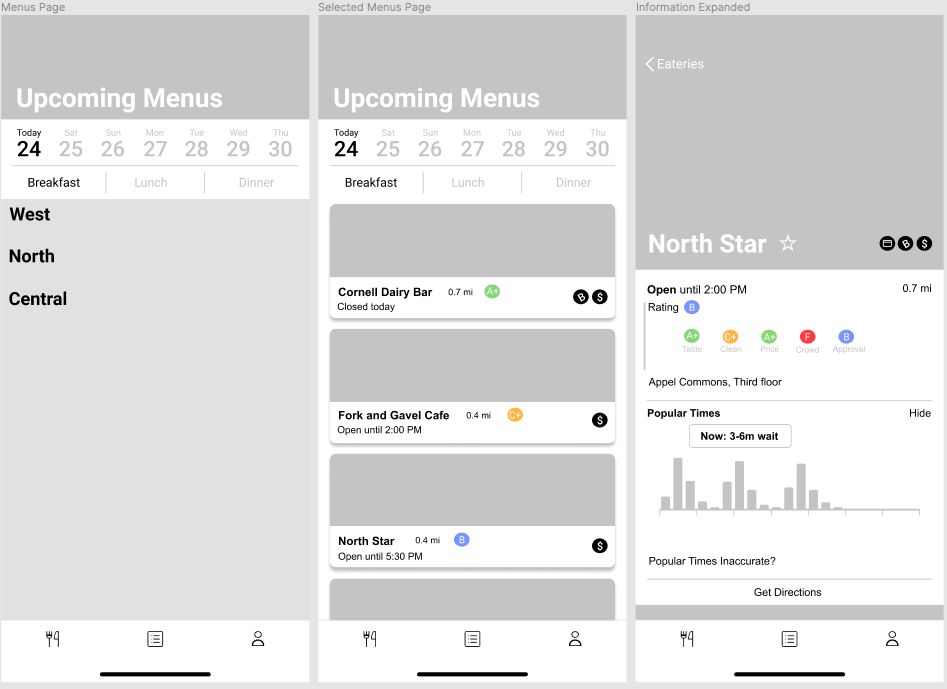 Menus Page
Upcoming Menus
Today Sat Sun Mon Tue Wed Thu
24 25 26 27 28 29 30
Breakfast Lunch Dinner
West
North
Central
Selected Menus Page
Upcoming Menus
Today Sat Sun Mon Tue Wed Thu
24 25 26 27 28 29 30
Breakfast Lunch Dinner
Cornell Dairy Bar 0.7 mi A+ B $
Closed today
Fork and Gavel Cafe 0.4 mi C+ $
Open until 2:00 PM
North Star 0.4 mi B $
Open until 5:30 PM
Information Expanded
Eateries
North Star B $
Open until 2:00 PM 0.7 mi
Rating B
A+ C+ A+ F B
Taste Clean Price Crowd Approval
Appel Commons, Third floor
Popular Times Hide
Now: 3-6m wait
Popular Times Inaccurate?
Get Directions